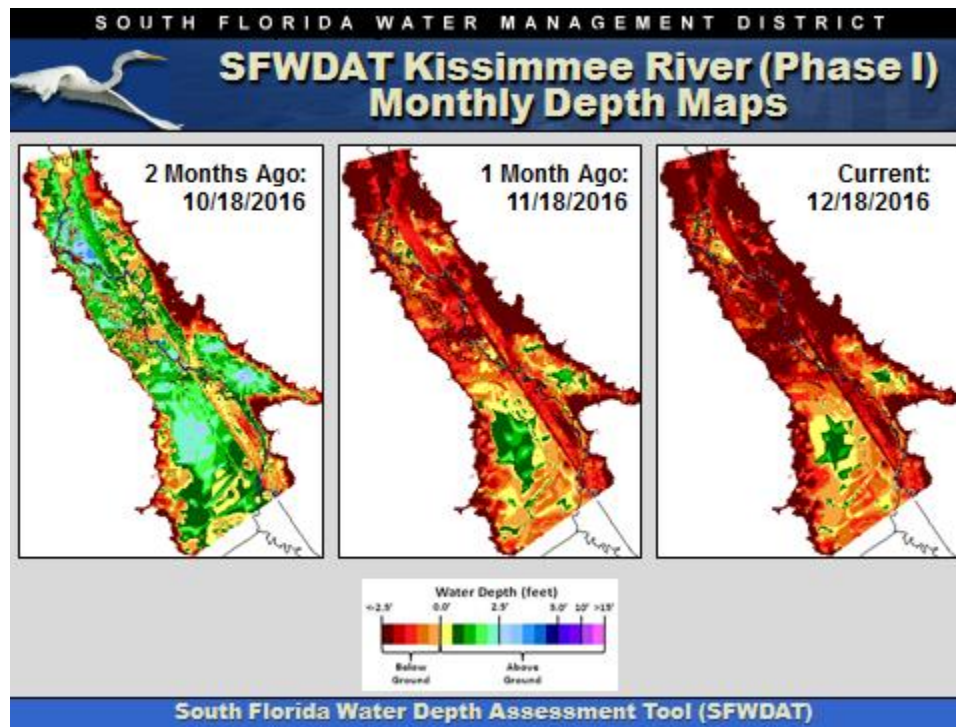 SOUTH FLORIDA WATER MANAGEMENT DISTRICT
SFWDAT Kissimmee River (Phase I)
Monthly Depth Maps
2 Months Ago:
10/18/2016
1 Month Ago:
11/18/2016
Current:
12/18/2016
Water Depth (feet)
<-2.5' 0.0' 2.5' 5.0' 10' >15'
Below Above
Ground Ground
South Florida Water Depth Assessment Tool (SFWDAT)